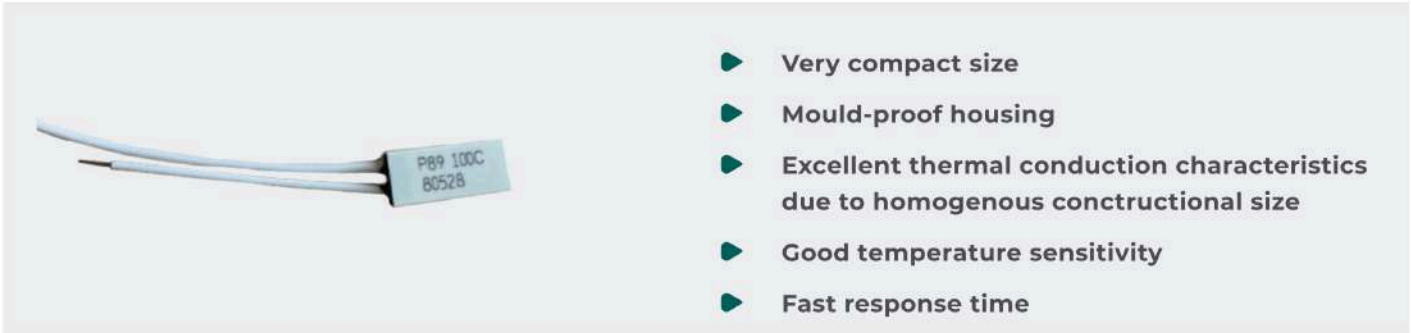 P89 100C
8052B
Very compact size
Mould-proof housing
Excellent thermal conduction characteristics
due to homogenous conctructional size
Good temperature sensitivity
Fast response time